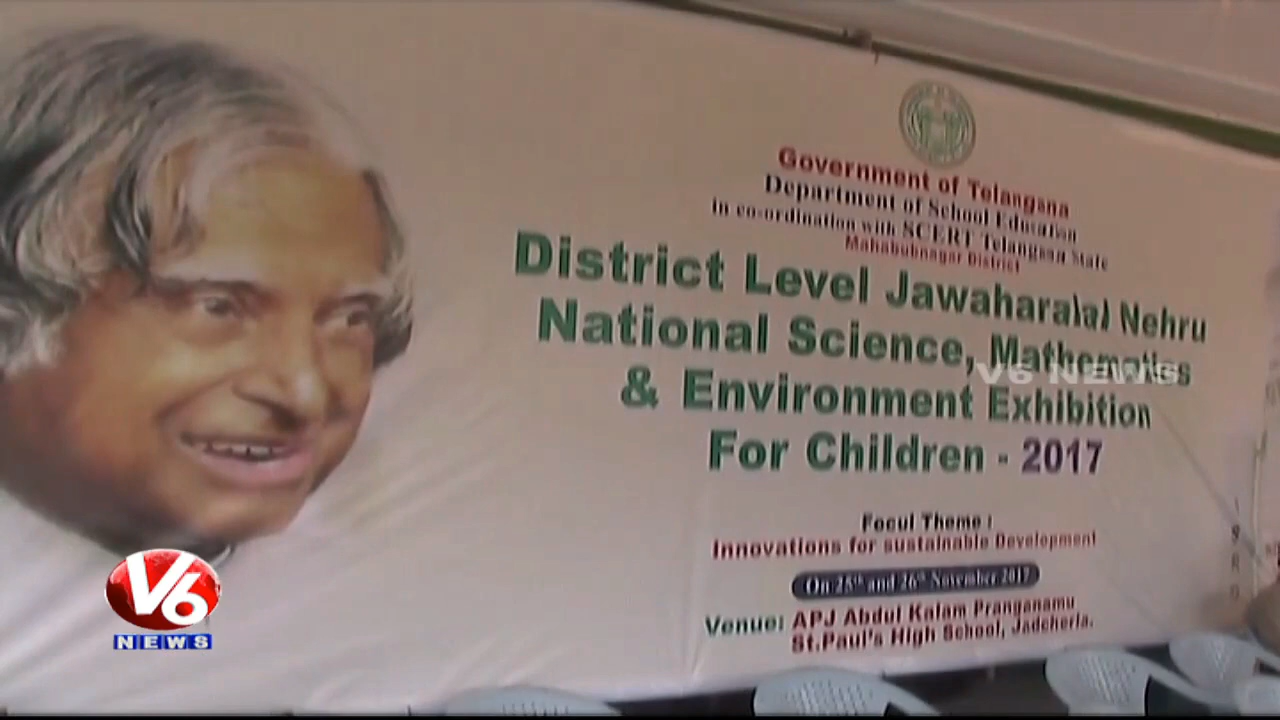 Government of Telangana
Department of School Education
in co-ordination with SCERT Telangana State
Mahabubnagar District
District Level Jawaharalal Nehru
National Science, Mathematics
& Environment Exhibition
For Children - 2017
Focul Theme :
Innovations for sustainable Development
On 25th and 26th November 2017
Venue: APJ Abdul Kalam Pranganamu
St.Paul's High School, Jadcherla.
V6 NEWS
V6
NEWS